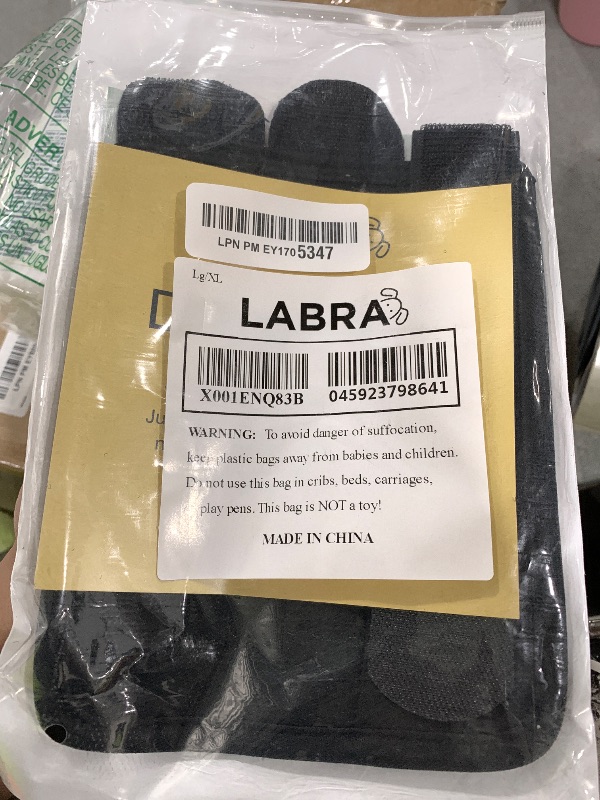 LPN PM EY1705347
Lg/XL
LABRA
X001ENQ83B
045923798641
WARNING: To avoid danger of suffocation,
keep plastic bags away from babies and children.
Do not use this bag in cribs, beds, carriages,
play pens. This bag is NOT a toy!
MADE IN CHINA
D
Ju
ADVER